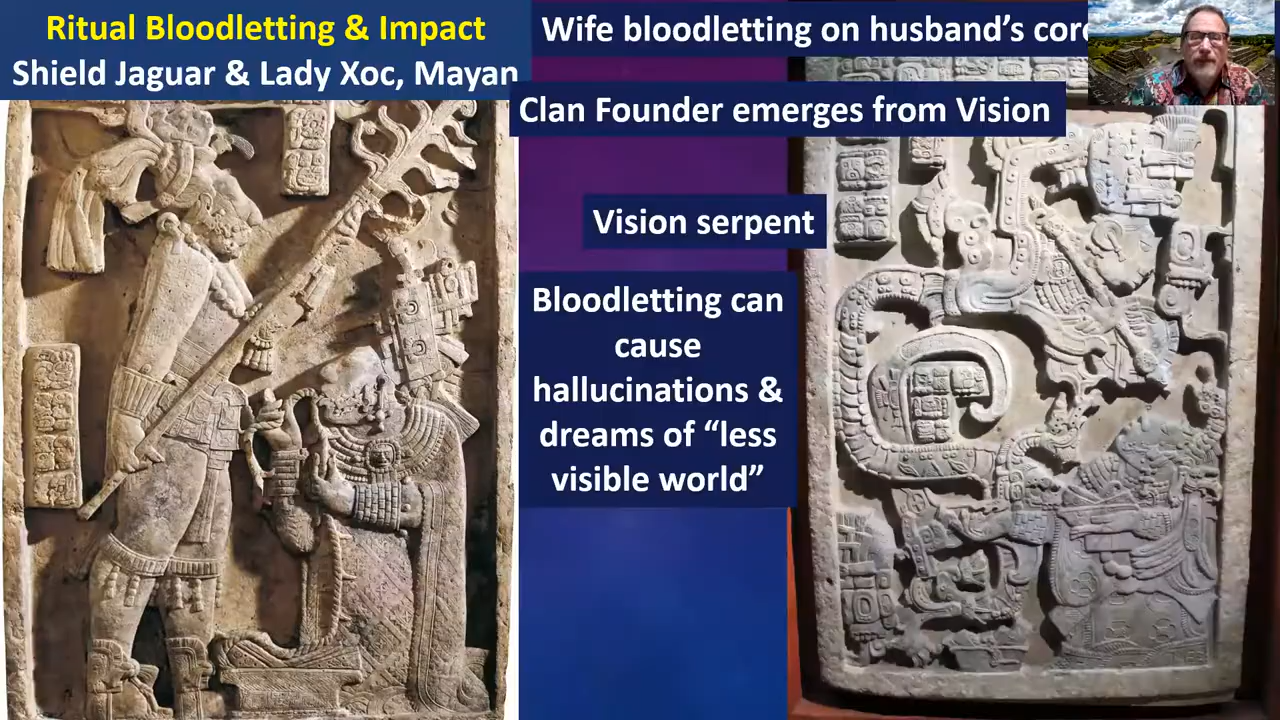 Ritual Bloodletting & Impact
Shield Jaguar & Lady Xoc, Mayan
Wife bloodletting on husband’s
Clan Founder emerges from Vision
Vision serpent
Bloodletting can
cause
hallucinations &
dreams of “less
visible world”